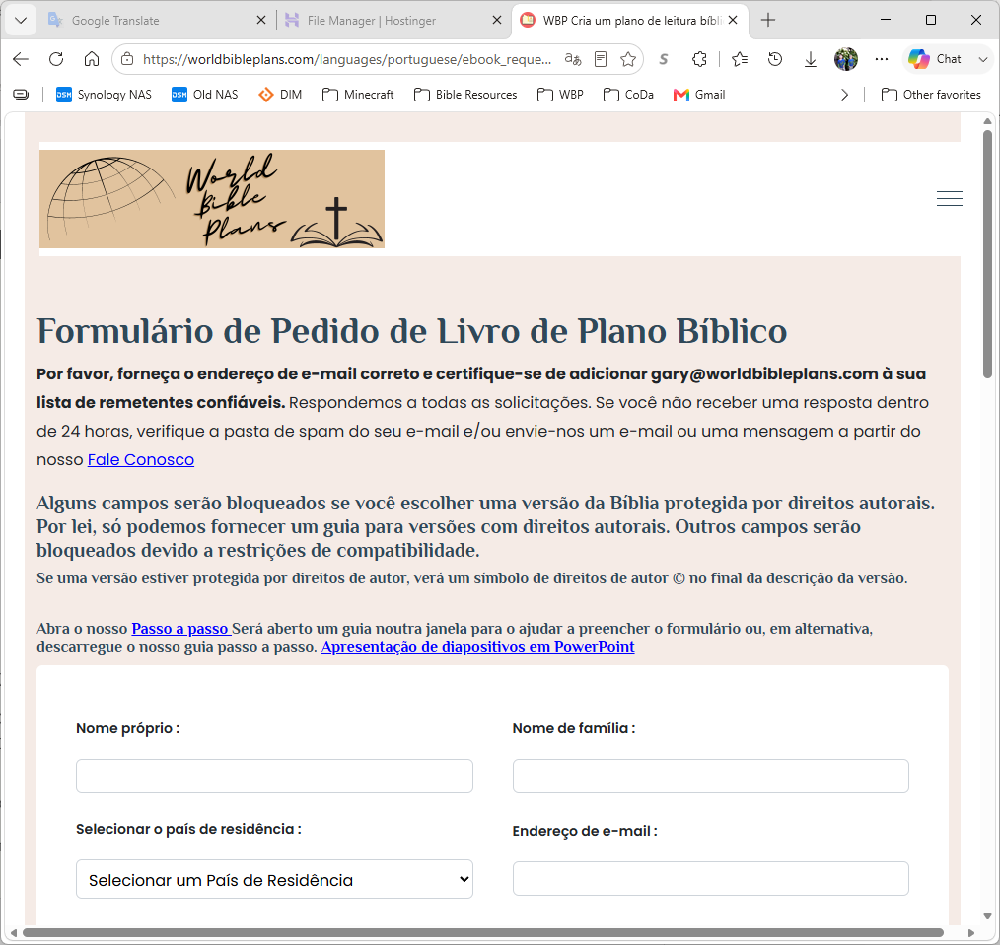 Google Translate
File Manager | Hostinger
WBP Cria um plano de leitura bíbli
https://worldbibleplans.com/languages/portuguese/ebook_reque...
Chat
Synology NAS
Old NAS
DIM
Minecraft
Bible Resources
WBP
CoDa
Gmail
Other favorites
World
Bible
Plans
Formulário de Pedido de Livro de Plano Bíblico
Por favor, forneça o endereço de e-mail correto e certifique-se de adicionar gary@worldbibleplans.com à sua
lista de remetentes confiáveis. Respondemos a todas as solicitações. Se você não receber uma resposta dentro
de 24 horas, verifique a pasta de spam do seu e-mail e/ou envie-nos um e-mail ou uma mensagem a partir do
nosso Fale Conosco
Alguns campos serão bloqueados se você escolher uma versão da Bíblia protegida por direitos autorais.
Por lei, só podemos fornecer um guia para versões com direitos autorais. Outros campos serão
bloqueados devido a restrições de compatibilidade.
Se uma versão estiver protegida por direitos de autor, verá um símbolo de direitos de autor © no final da descrição da versão.
Abra o nosso Passo a passo Será aberto um guia noutra janela para o ajudar a preencher o formulário ou, em alternativa,
descarregue o nosso guia passo a passo. Apresentação de diapositivos em PowerPoint
Nome próprio :
Nome de família :
Selecionar o país de residência :
Endereço de e-mail :
Selecionar um País de Residência